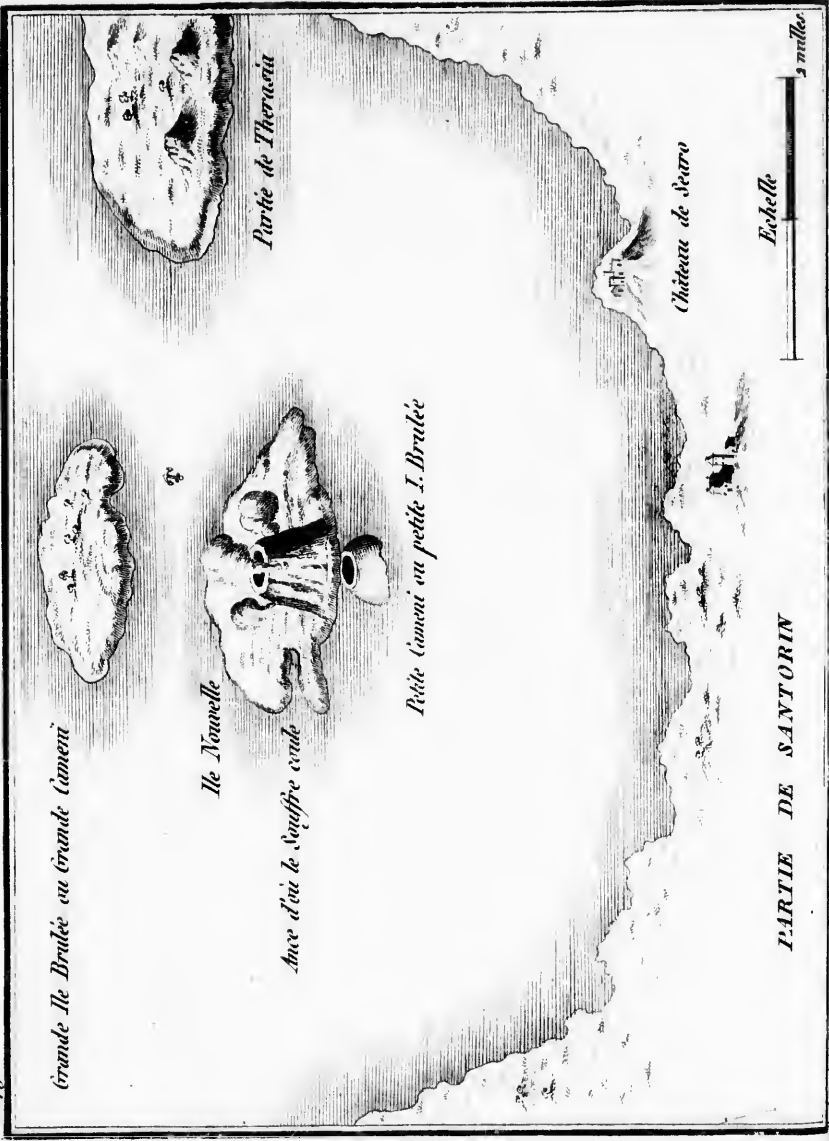 Grande Ile Brulée ou Grande Cameni
Ile Nouvelle
Ance d'où le Souffre coule
Petite Cameni ou petite I. Brulée
Partie de Therasia
Château de Scaro
Echelle
2 milles
PARTIE DE SANTORIN